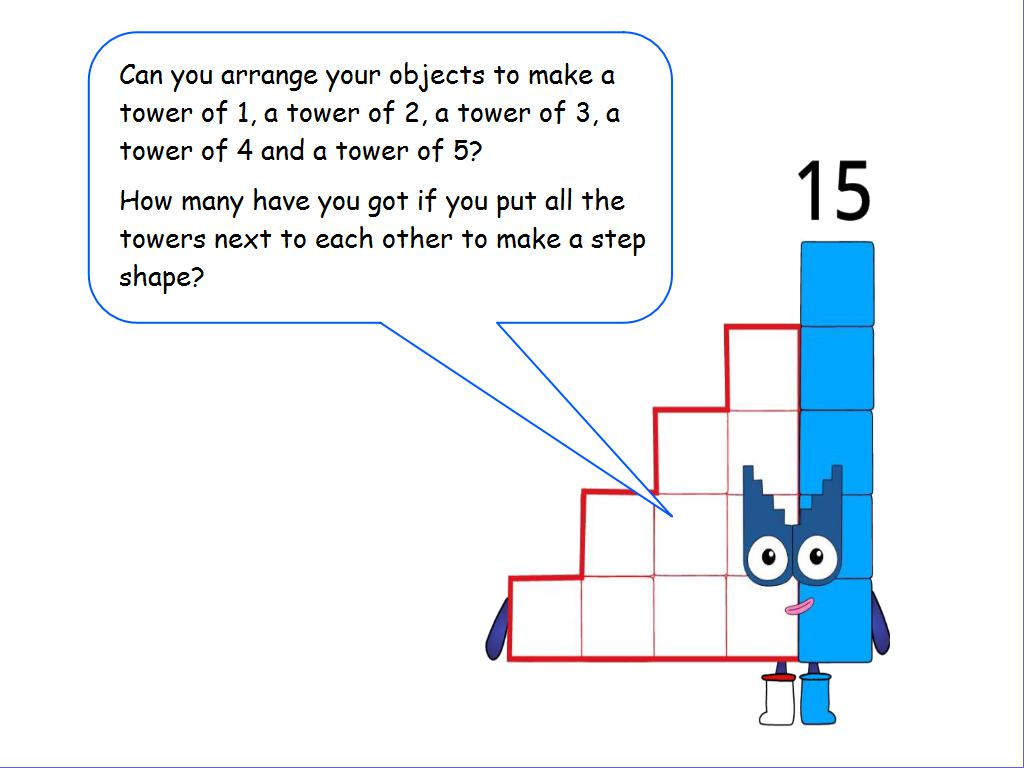 Can you arrange your objects to make a
tower of 1, a tower of 2, a tower of 3, a
tower of 4 and a tower of 5?
How many have you got if you put all the
towers next to each other to make a step
shape?
15